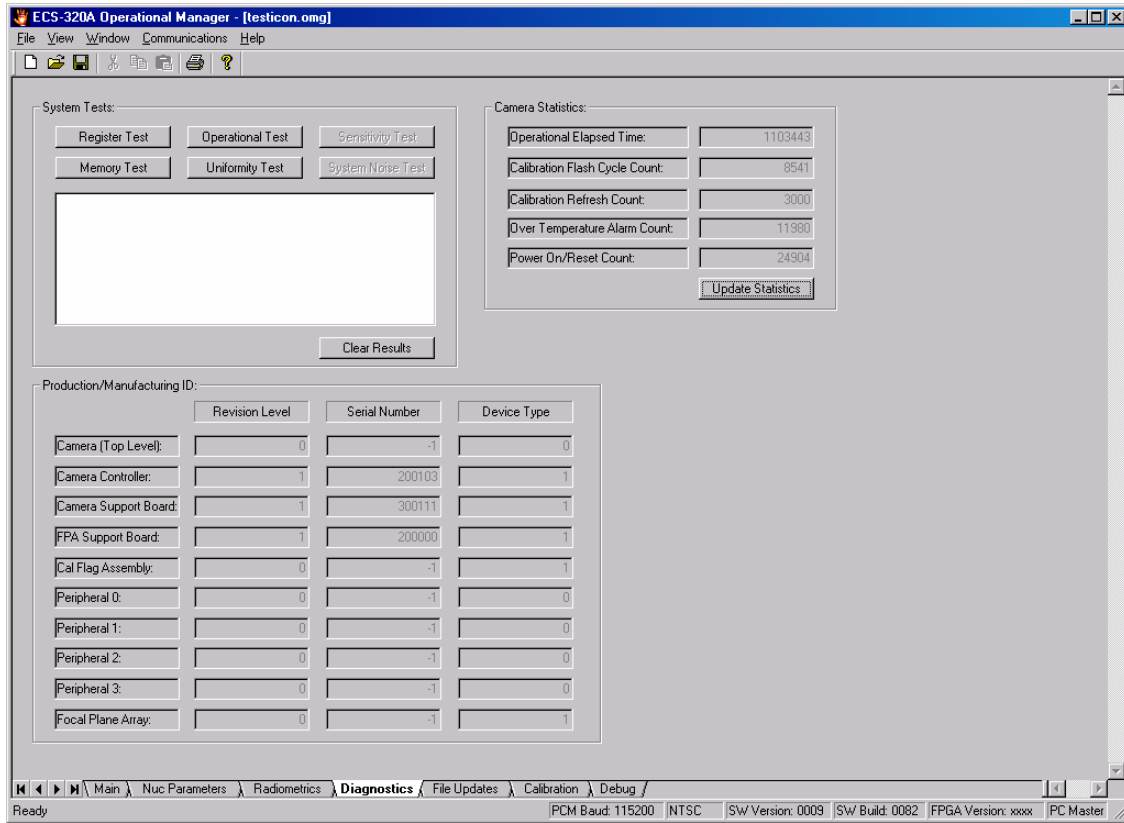 ECS-320A Operational Manager - [testicon.omg]
File View Window Communications Help
System Tests:
Register Test Operational Test Sensitivity Test
Memory Test Uniformity Test System Noise Test
Clear Results
Camera Statistics:
Operational Elapsed Time: 1103443
Calibration Flash Cycle Count: 8541
Calibration Refresh Count: 3000
Over Temperature Alarm Count: 11980
Power On/Reset Count: 24904
Update Statistics
Production/Manufacturing ID:
Revision Level Serial Number Device Type
Camera (Top Level): 0 -1 0
Camera Controller: 1 200103 1
Camera Support Board: 1 300111 1
FPA Support Board: 1 200000 1
Cal Flag Assembly: 0 -1 1
Peripheral 0: 0 -1 0
Peripheral 1: 0 -1 0
Peripheral 2: 0 -1 0
Peripheral 3: 0 -1 0
Focal Plane Array: 0 -1 1
Main Nuc Parameters Radiometrics Diagnostics File Updates Calibration Debug
Ready PCM Baud: 115200 NTSC SW Version: 0009 SW Build: 0082 FPGA Version: xxxx PC Master